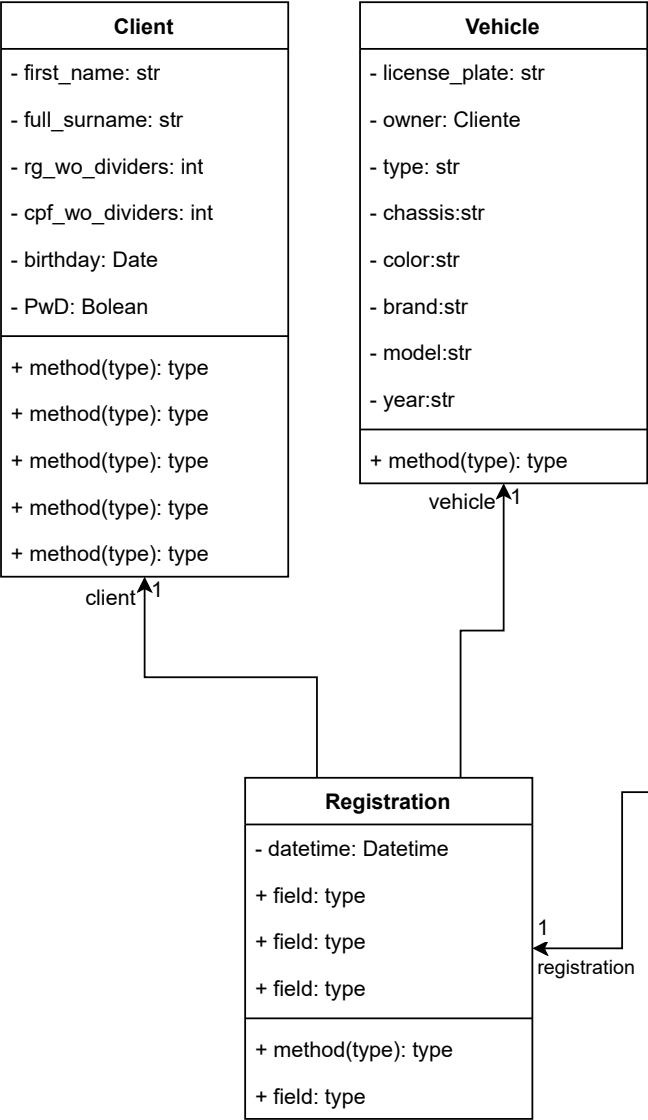 Client
- first_name: str
- full_surname: str
- rg_wo_dividers: int
- cpf_wo_dividers: int
- birthday: Date
- PwD: Bolean
+ method(type): type
+ method(type): type
+ method(type): type
+ method(type): type
+ method(type): type
client
1
Vehicle
- license_plate: str
- owner: Cliente
- type: str
- chassis:str
- color:str
- brand:str
- model:str
- year:str
+ method(type): type
vehicle
1
Registration
- datetime: Datetime
+ field: type
+ field: type
+ field: type
+ method(type): type
+ field: type
1
registration